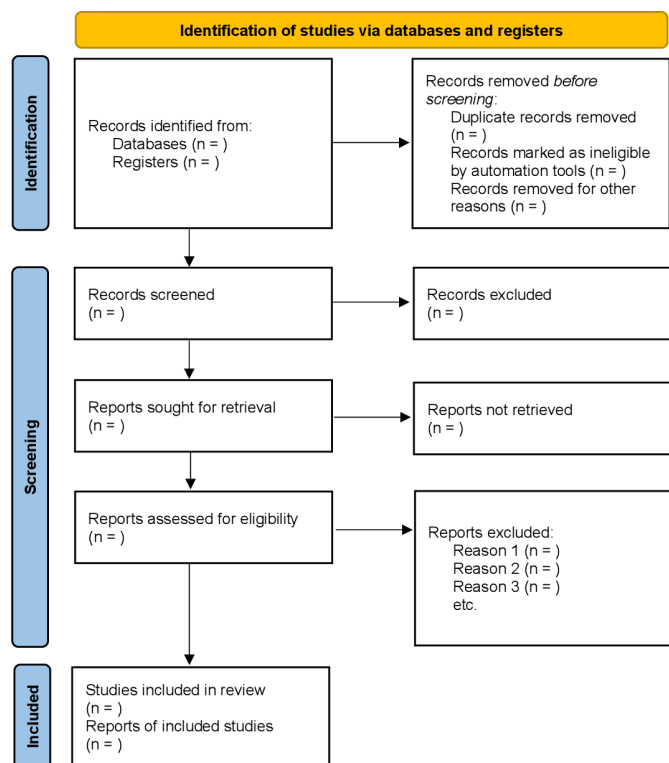 Identification of studies via databases and registers
Identification
Records identified from:
Databases (n = )
Registers (n = )
Records removed before
screening:
Duplicate records removed
(n = )
Records marked as ineligible
by automation tools (n = )
Records removed for other
reasons (n = )
Screening
Records screened
(n = )
Records excluded
(n = )
Reports sought for retrieval
(n = )
Reports not retrieved
(n = )
Reports assessed for eligibility
(n = )
Reports excluded:
Reason 1 (n = )
Reason 2 (n = )
Reason 3 (n = )
etc.
Included
Studies included in review
(n = )
Reports of included studies
(n = )